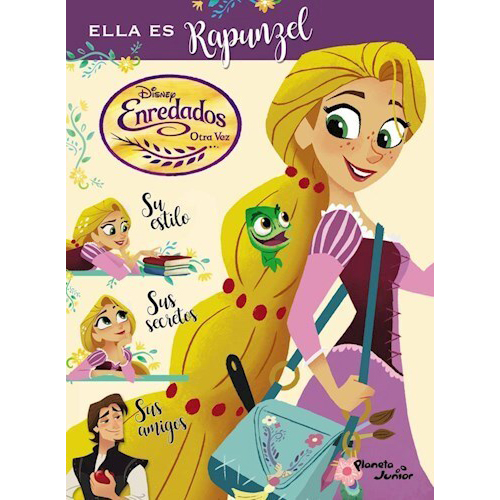 ELLA ES Rapunzel
Disney
Enredados
Otra Vez
Su
estilo
Sus
secretos
Sus
amigos
Planeta
Junior